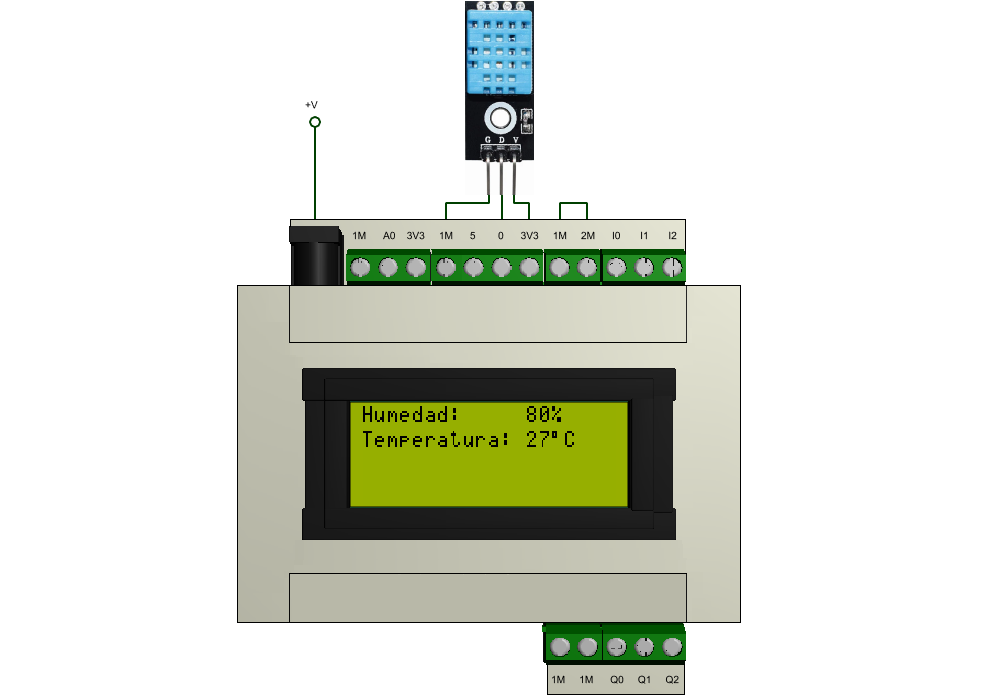 +V
G D V
1M A0 3V3 1M 5 0 3V3 1M 2M I0 I1 I2
Humedad: 80%
Temperatura: 27°C
1M 1M Q0 Q1 Q2